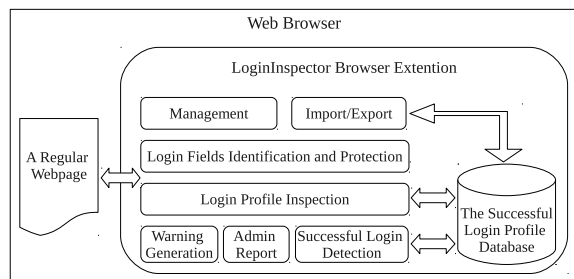 Web Browser
LoginInspector Browser Extention
Management
Import/Export
A Regular
Webpage
Login Fields Identification and Protection
Login Profile Inspection
The Successful
Login Profile
Database
Warning
Generation
Admin
Report
Successful Login
Detection